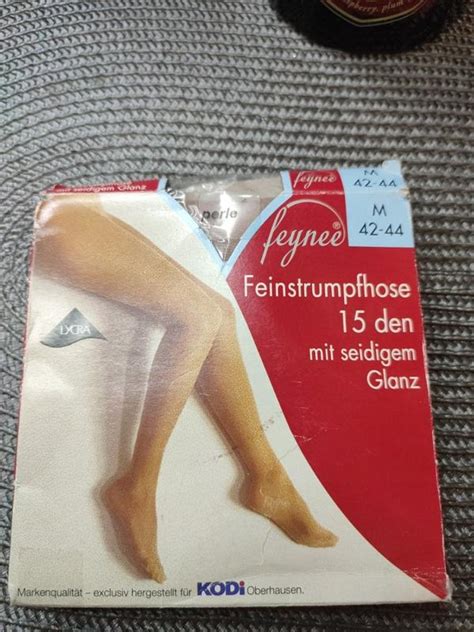 plum
mit seidigem Glanz
perle
M
42-44
feynee®
M
42-44
Feinstrumpfhose
15 den
mit seidigem
Glanz
LYCRA
Markenqualität – exclusiv hergestellt für KODi Oberhausen.